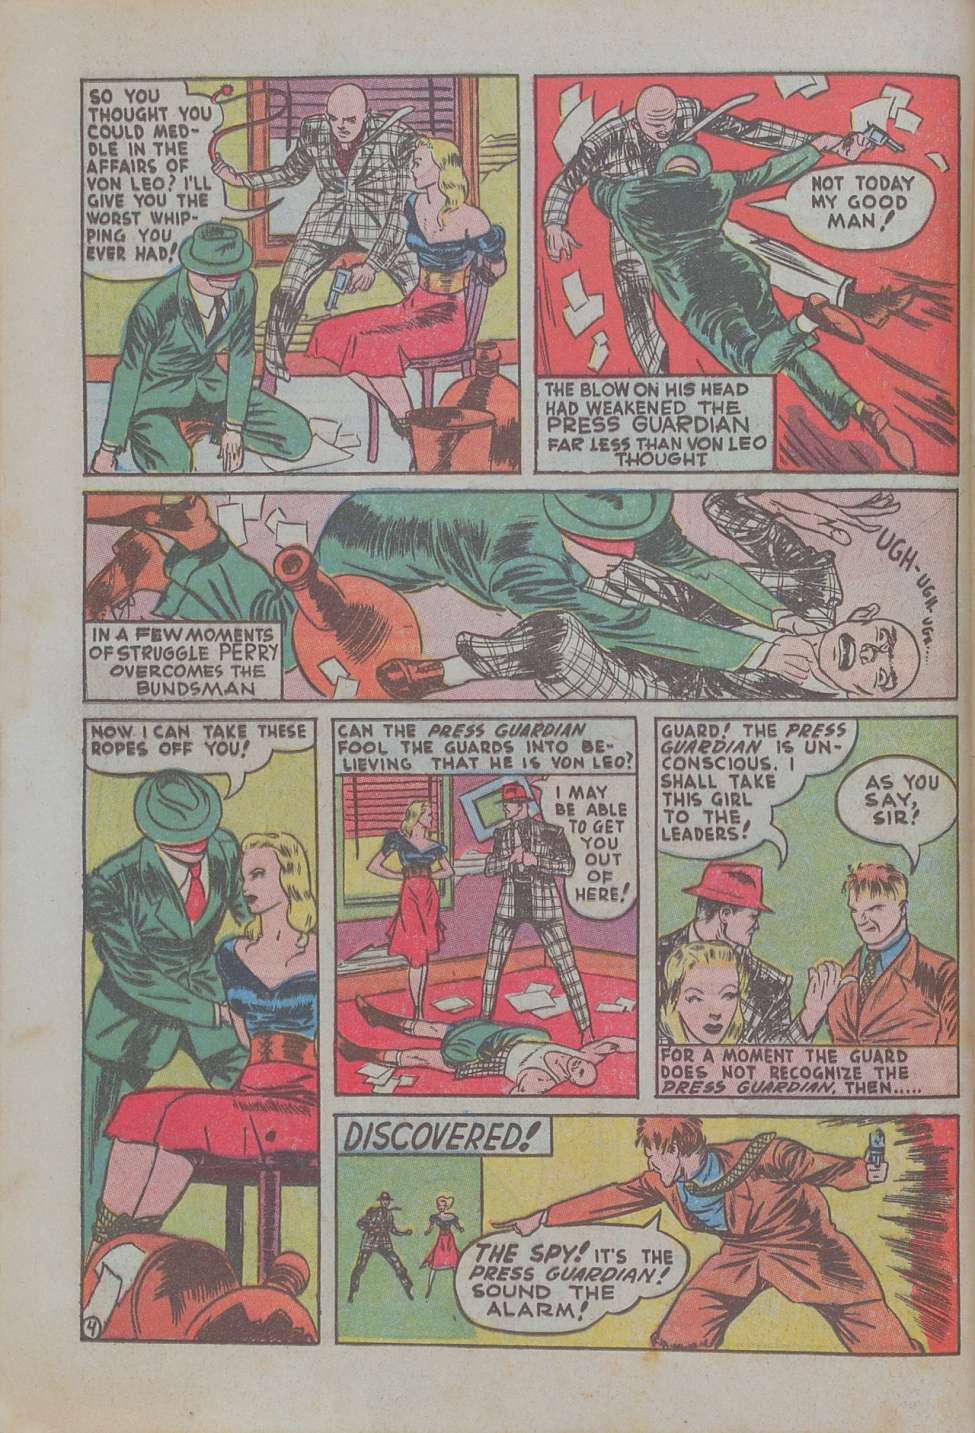 SO YOU
THOUGHT YOU
COULD MED-
DLE IN THE
AFFAIRS OF
VON LEO? I'LL
GIVE YOU THE
WORST WHIP-
PING YOU
EVER HAD!
NOT TODAY
MY GOOD
MAN!
THE BLOW ON HIS HEAD
HAD WEAKENED THE
PRESS GUARDIAN
FAR LESS THAN VON LEO
THOUGHT.
UGH-UGH-UGH.....
IN A FEW MOMENTS
OF STRUGGLE PERRY
OVERCOMES THE
BUNDSMAN
NOW I CAN TAKE THESE
ROPES OFF YOU!
CAN THE PRESS GUARDIAN
FOOL THE GUARDS INTO BE-
LIEVING THAT HE IS VON LEO?
I MAY
BE ABLE
TO GET
YOU
OUT
OF
HERE!
GUARD! THE PRESS
GUARDIAN IS UN-
CONSCIOUS. I
SHALL TAKE
THIS GIRL
TO THE
LEADERS!
AS YOU
SAY,
SIR!
FOR A MOMENT THE GUARD
DOES NOT RECOGNIZE THE
PRESS GUARDIAN, THEN.....
DISCOVERED!
THE SPY! IT'S THE
PRESS GUARDIAN!
SOUND THE
ALARM!
4